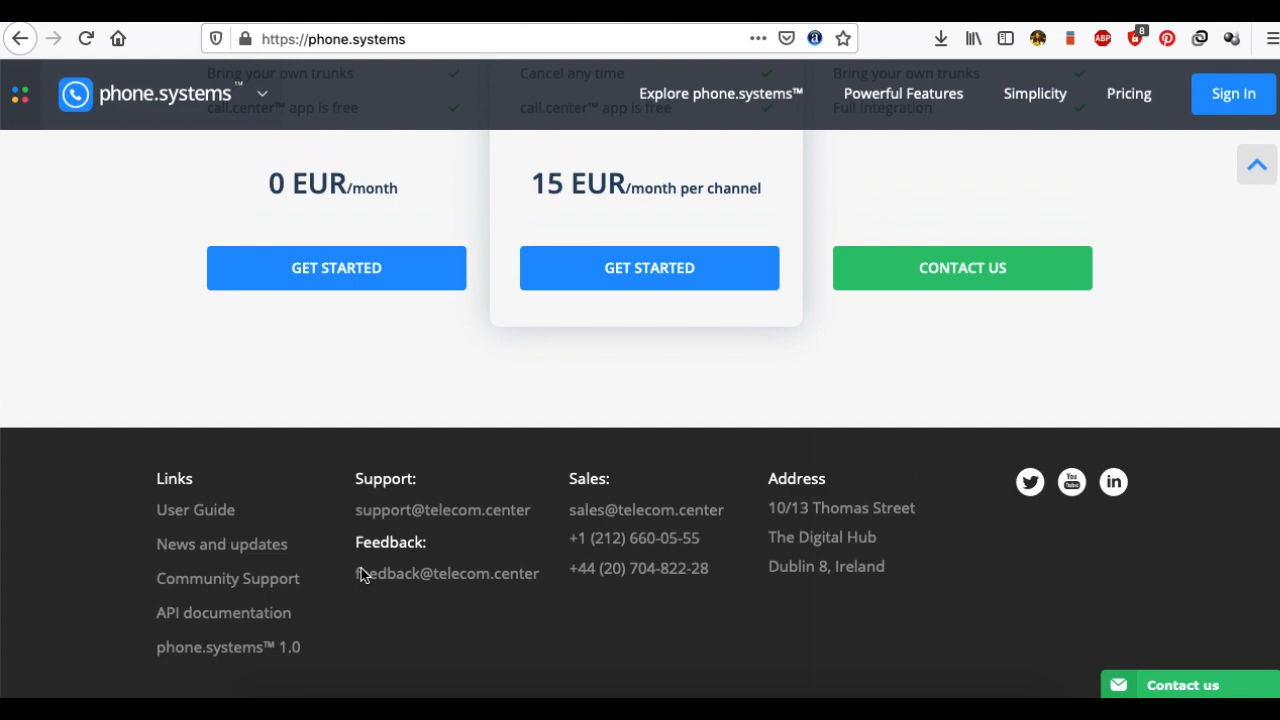 https://phone.systems
8
ABP
Bring your own trunks
Cancel any time
Bring your own trunks
phone.systems™
Explore phone.systems™
Powerful Features
Simplicity
Pricing
Sign In
call.center™ app is free
call.center™ app is free
Full integration
0 EUR/month
15 EUR/month per channel
GET STARTED
GET STARTED
CONTACT US
Links
User Guide
News and updates
Community Support
API documentation
phone.systems™ 1.0
Support:
support@telecom.center
Feedback:
feedback@telecom.center
Sales:
sales@telecom.center
+1 (212) 660-05-55
+44 (20) 704-822-28
Address
10/13 Thomas Street
The Digital Hub
Dublin 8, Ireland
You
Tube
in
Contact us